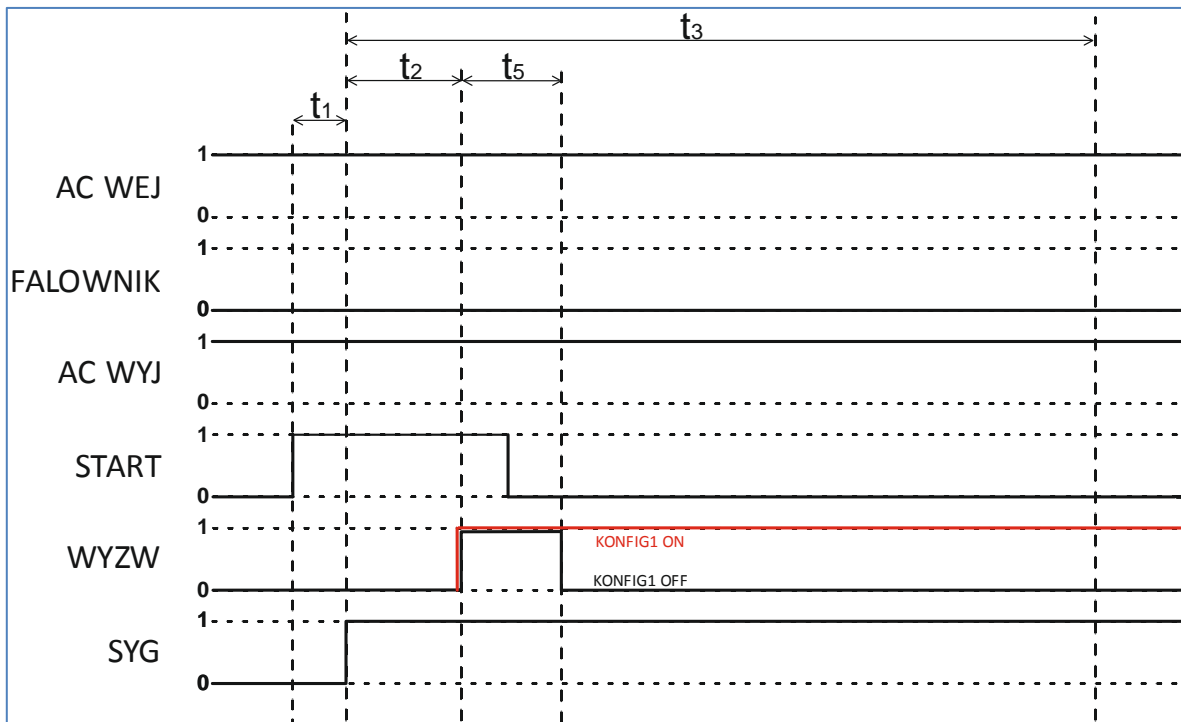 t3
t2
t5
t1
1
AC WEJ
0
1
FALOWNIK
0
1
AC WYJ
0
1
START
0
1
KONFIG1 ON
WYZW
KONFIG1 OFF
0
1
SYG
0